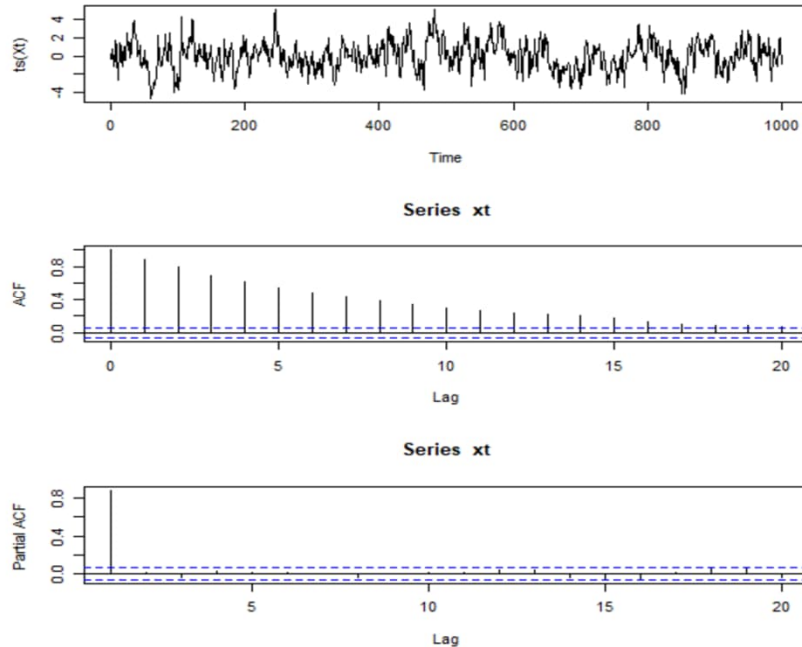 ts(Xt)
-4 0 2 4
0 200 400 600 800 1000
Time
Series xt
ACF
0.0 0.4 0.8
0 5 10 15 20
Lag
Series xt
Partial ACF
0.0 0.4 0.8
5 10 15 20
Lag